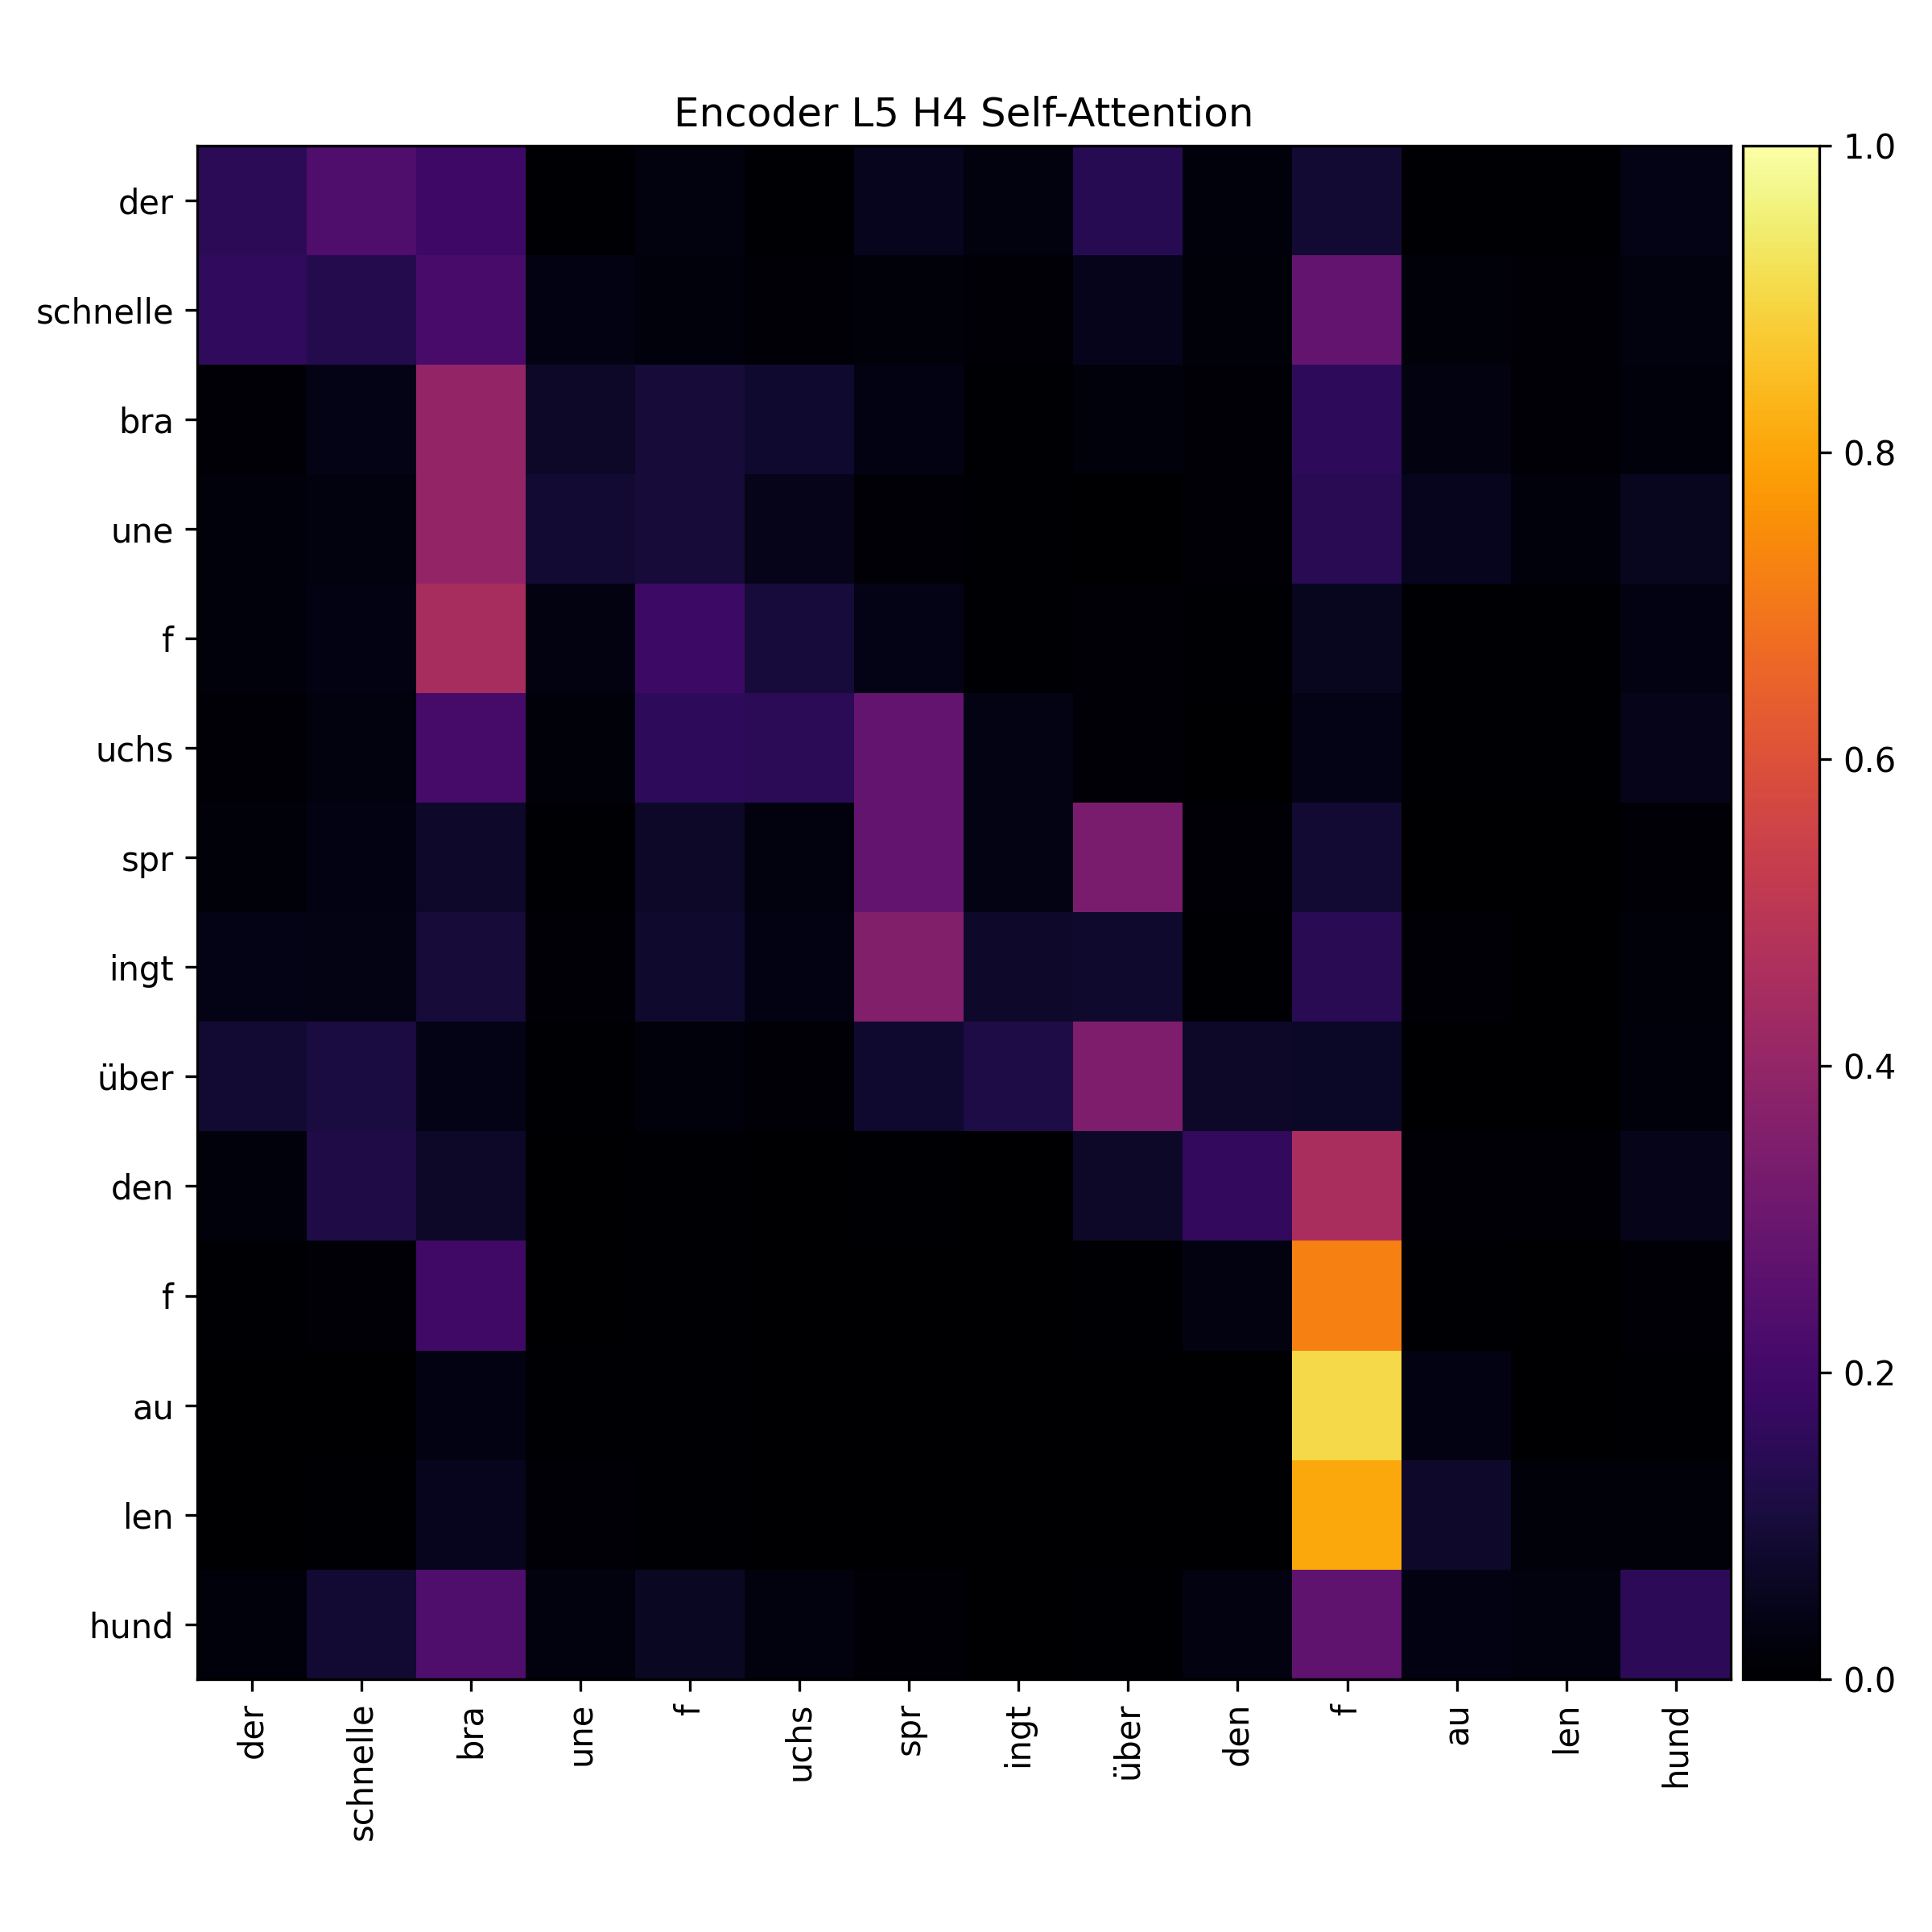 Encoder L5 H4 Self-Attention
der
schnelle
bra
une
f
uchs
spr
ingt
über
den
f
au
len
hund
der
schnelle
bra
une
f
uchs
spr
ingt
über
den
f
au
len
hund
1.0
0.8
0.6
0.4
0.2
0.0